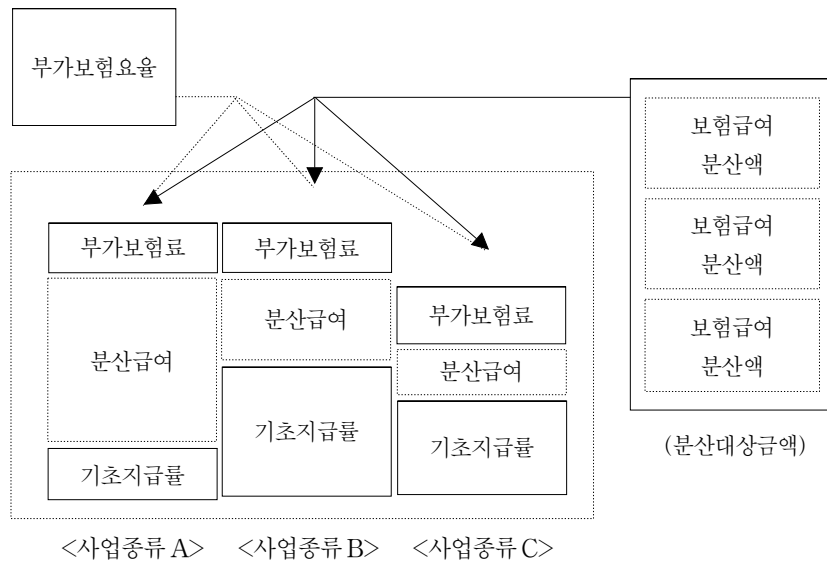 부가보험요율
보험급여
분산액
보험급여
분산액
보험급여
분산액
(분산대상금액)
부가보험료
분산급여
기초지급률
<사업종류 A>
부가보험료
분산급여
기초지급률
<사업종류 B>
부가보험료
분산급여
기초지급률
<사업종류 C>